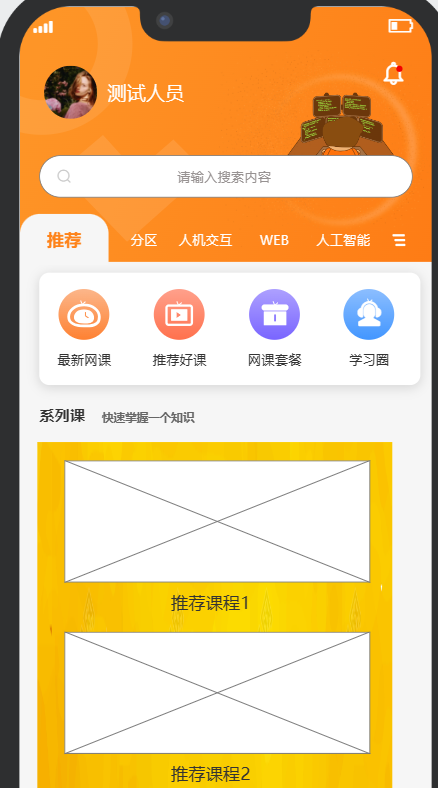 测试人员
请输入搜索内容
推荐 分区 人机交互 WEB 人工智能
最新网课 推荐好课 网课套餐 学习圈
系列课 快速掌握一个知识
推荐课程1
推荐课程2